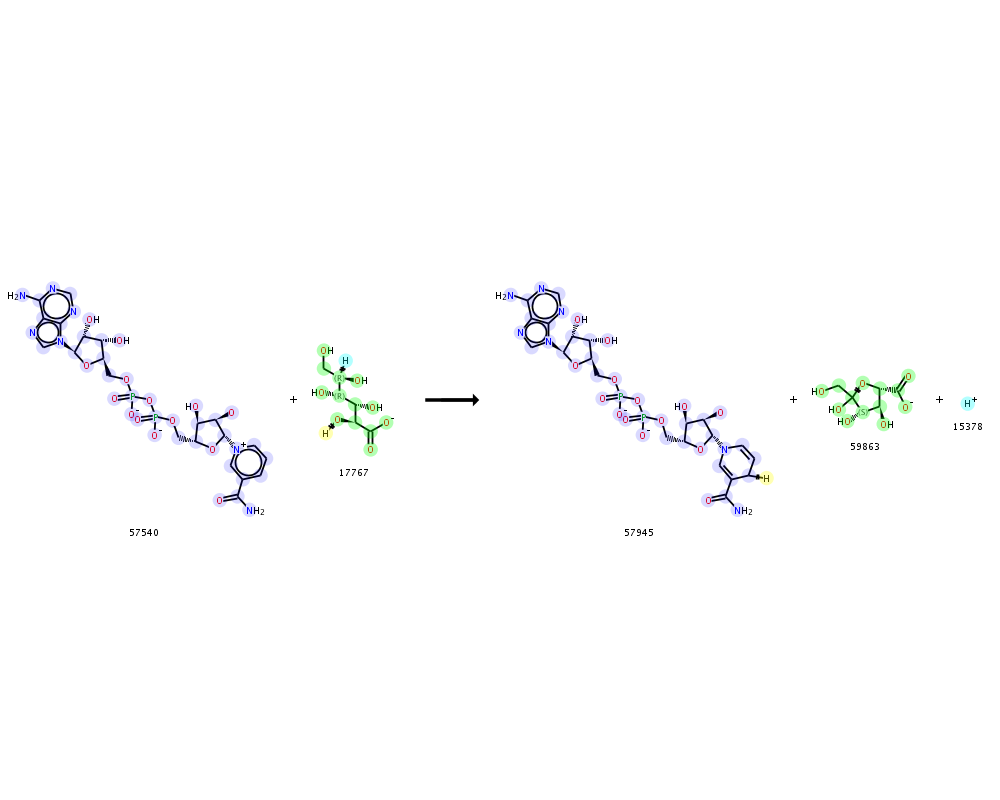 H₂N N N N N OH OH O O O P O⁻ O O P O⁻ O HO O O N⁺ O NH₂
57540
+
OH H (R) OH HO (R) OH O H O⁻ O
17767
H₂N N N N N OH OH O O O P O⁻ O O P O⁻ O HO O O N H O NH₂
57945
+
HO O O⁻ OH HO (S) OH O
59863
+
H⁺
15378